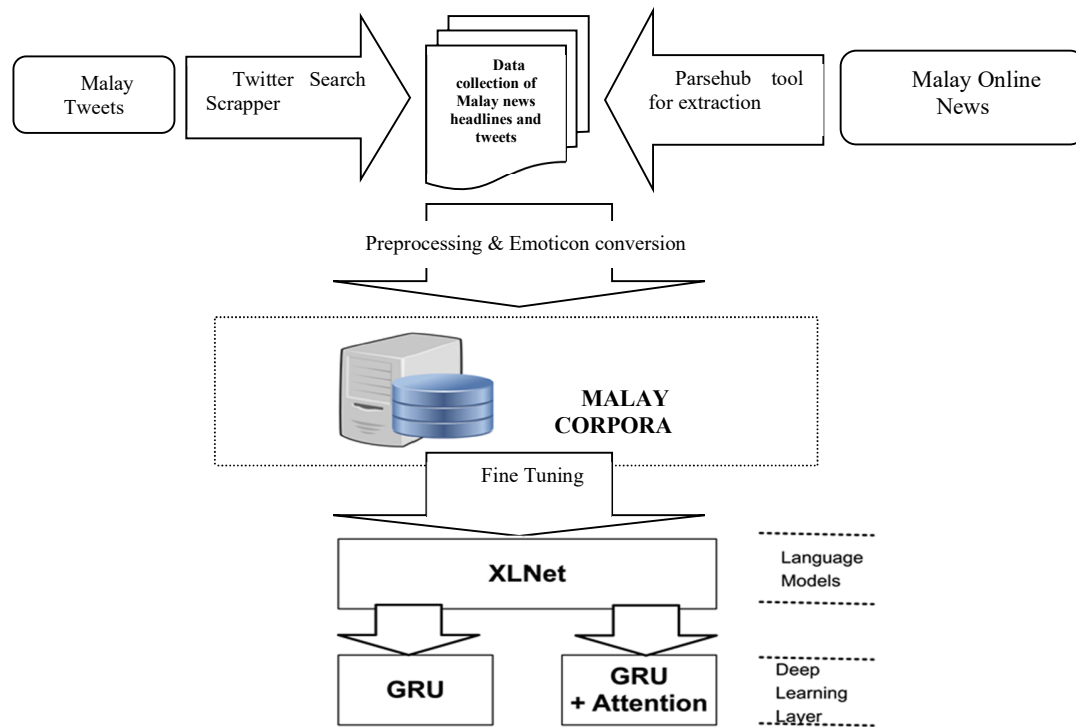 Malay
Tweets
Twitter Search
Scrapper
Data
collection of
Malay news
headlines and
tweets
Parsehub tool
for extraction
Malay Online
News
Preprocessing & Emoticon conversion
MALAY
CORPORA
Fine Tuning
XLNet
Language
Models
GRU
GRU
+ Attention
Deep
Learning
Layer